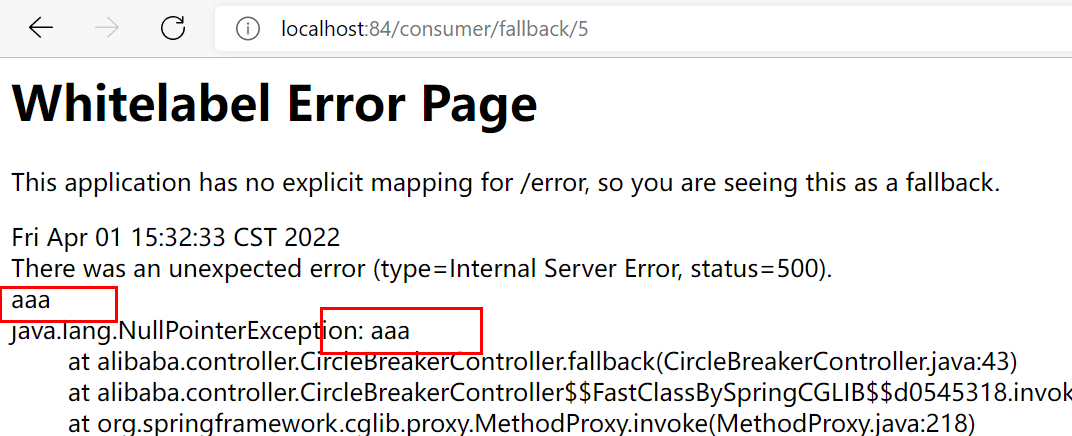 localhost:84/consumer/fallback/5
Whitelabel Error Page
This application has no explicit mapping for /error, so you are seeing this as a fallback.
Fri Apr 01 15:32:33 CST 2022
There was an unexpected error (type=Internal Server Error, status=500).
aaa
java.lang.NullPointerException: aaa
at alibaba.controller.CircleBreakerController.fallback(CircleBreakerController.java:43)
at alibaba.controller.CircleBreakerController$$FastClassBySpringCGLIB$$d0545318.invok
at org.springframework.cglib.proxy.MethodProxy.invoke(MethodProxy.java:218)